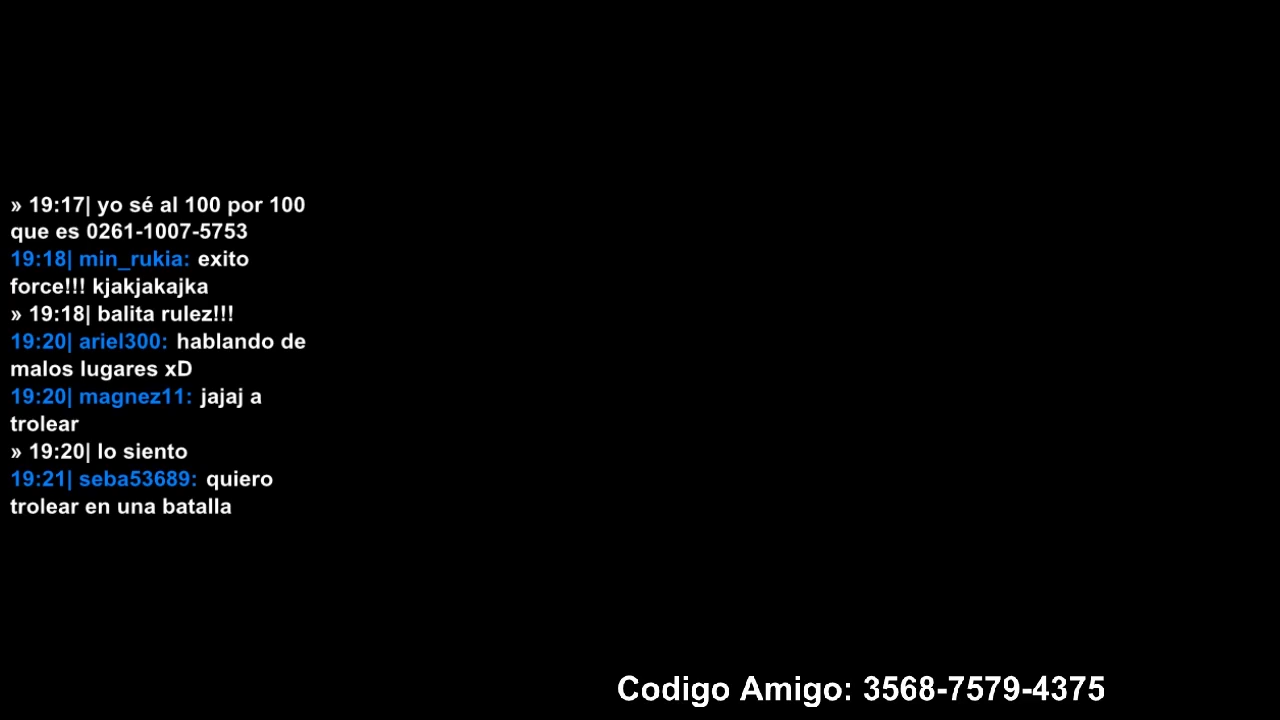 » 19:17| yo sé al 100 por 100
que es 0261-1007-5753
19:18| min_rukia: exito
force!!! kjakjakajka
» 19:18| balita rulez!!!
19:20| ariel300: hablando de
malos lugares xD
19:20| magnez11: jajaj a
trolear
» 19:20| lo siento
19:21| seba53689: quiero
trolear en una batalla
Codigo Amigo: 3568-7579-4375